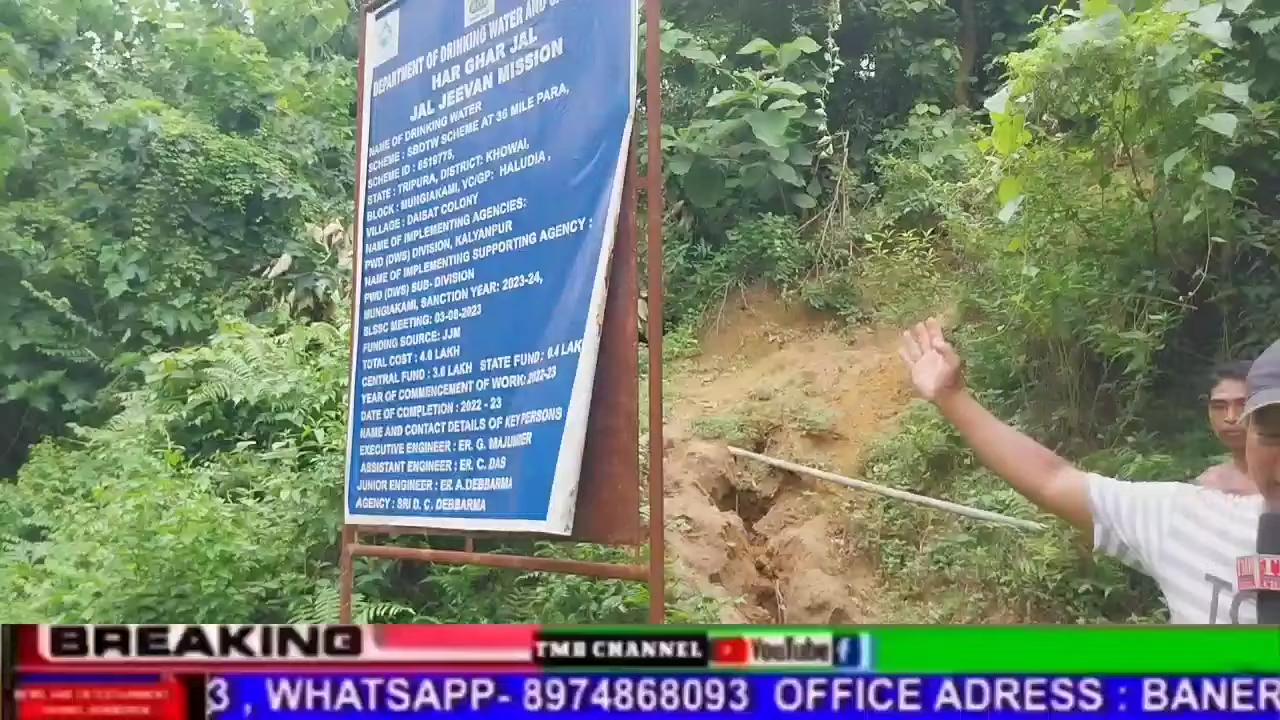 DEPARTMENT OF DRINKING WATER AND
HAR GHAR JAL
JAL JEEVAN MISSION
NAME OF DRINKING WATER
SCHEME : SBDTW SCHEME AT 36 MILE PARA,
SCHEME ID : 6519775,
STATE : TRIPURA, DISTRICT: KHOWAI,
BLOCK : MUNGIAKAMI, VC/GP: HALUDIA ,
VILLAGE : DAISAT COLONY
NAME OF IMPLEMENTING AGENCIES:
PWD (DWS) DIVISION, KALYANPUR
NAME OF IMPLEMENTING SUPPORTING AGENCY :
PWD (DWS) SUB- DIVISION
MUNGIAKAMI, SANCTION YEAR: 2023-24,
BLSSC MEETING: 03-08-2023
FUNDING SOURCE: JJM
TOTAL COST : 4.0 LAKH
CENTRAL FUND : 3.6 LAKH STATE FUND: 0.4 LAK
YEAR OF COMMENCEMENT OF WORK: 2022-23
DATE OF COMPLETION : 2022 - 23
NAME AND CONTACT DETAILS OF KEYPERSONS
EXECUTIVE ENGINEER : ER. G. MAJUMER
ASSISTANT ENGINEER : ER. C. DAS
JUNIOR ENGINEER : ER A.DEBBARMA
AGENCY : SRI D. C. DEBBARMA
BREAKING
TMB CHANNEL YouTube f
3 , WHATSAPP- 8974868093 OFFICE ADRESS : BANER